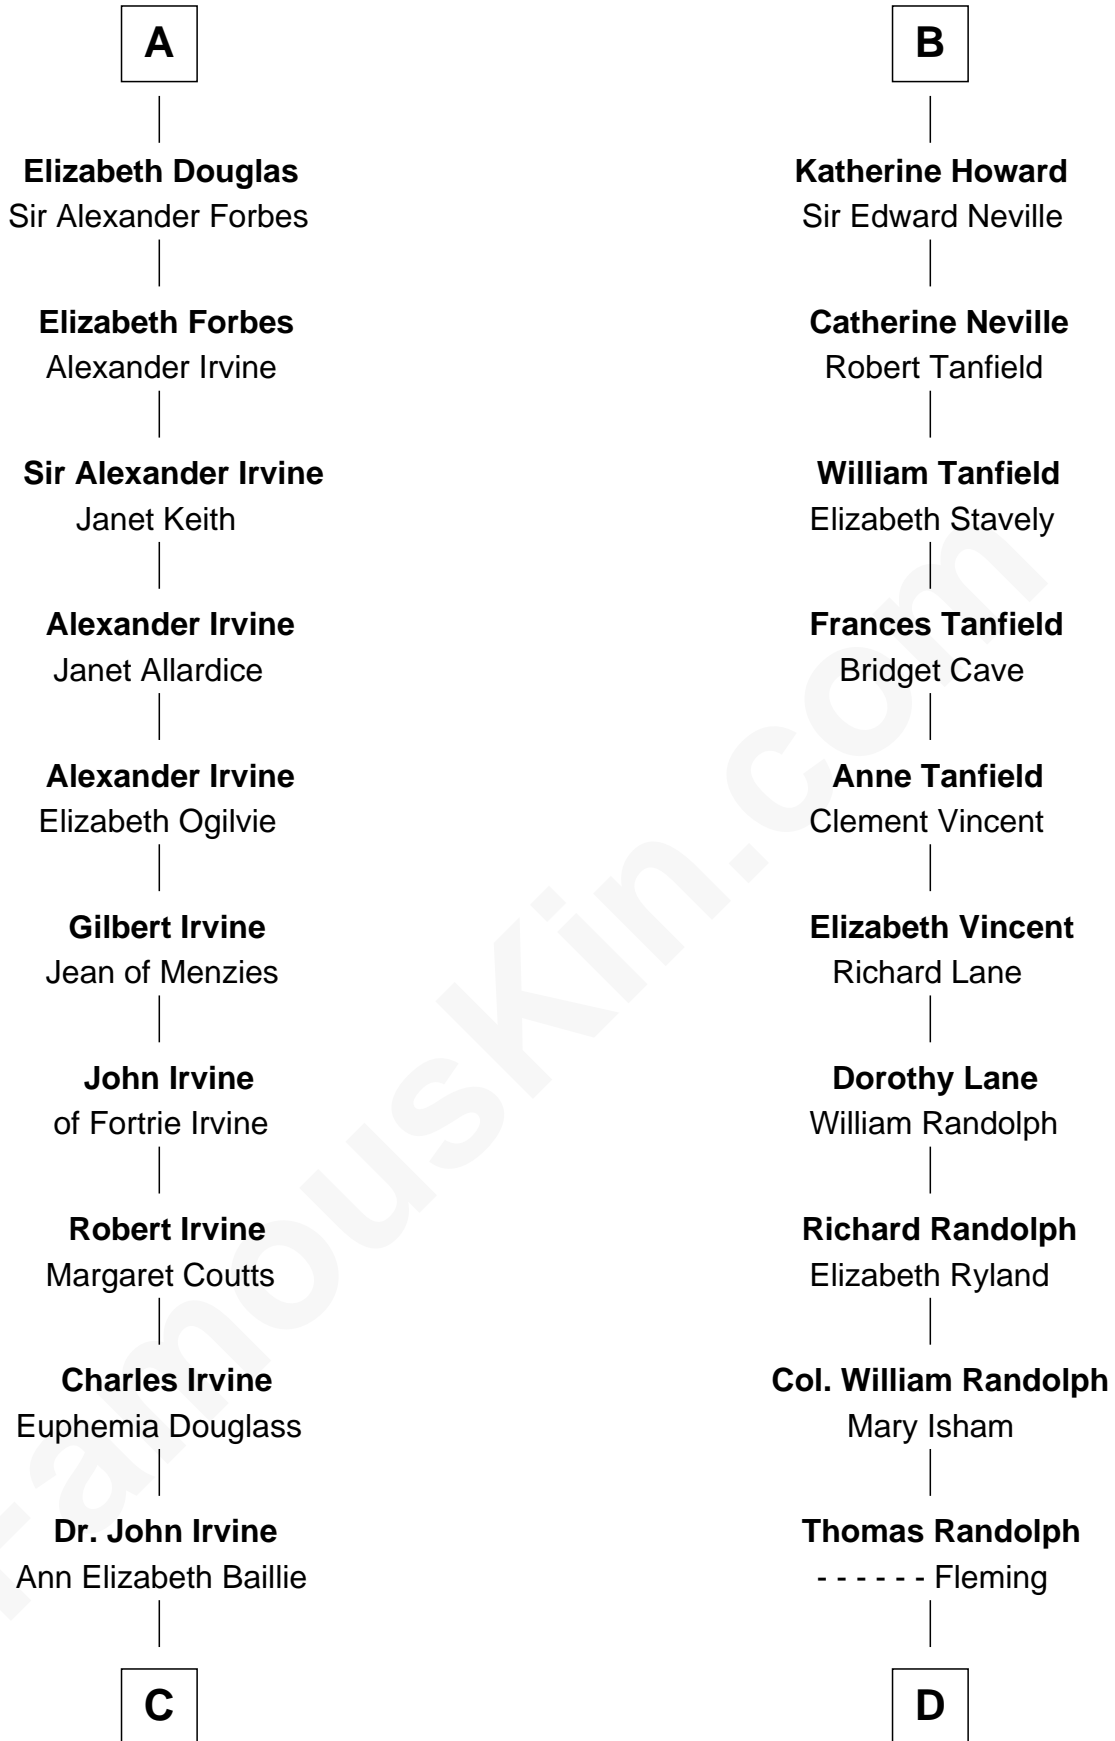 A
Elizabeth Douglas
Sir Alexander Forbes
Elizabeth Forbes
Alexander Irvine
Sir Alexander Irvine
Janet Keith
Alexander Irvine
Janet Allardice
Alexander Irvine
Elizabeth Ogilvie
Gilbert Irvine
Jean of Menzies
John Irvine
of Fortrie Irvine
Robert Irvine
Margaret Coutts
Charles Irvine
Euphemia Douglass
Dr. John Irvine
Ann Elizabeth Baillie
C
B
Katherine Howard
Sir Edward Neville
Catherine Neville
Robert Tanfield
William Tanfield
Elizabeth Stavely
Frances Tanfield
Bridget Cave
Anne Tanfield
Clement Vincent
Elizabeth Vincent
Richard Lane
Dorothy Lane
William Randolph
Richard Randolph
Elizabeth Ryland
Col. William Randolph
Mary Isham
Thomas Randolph
- - - - - - Fleming
D
FamousKin.com